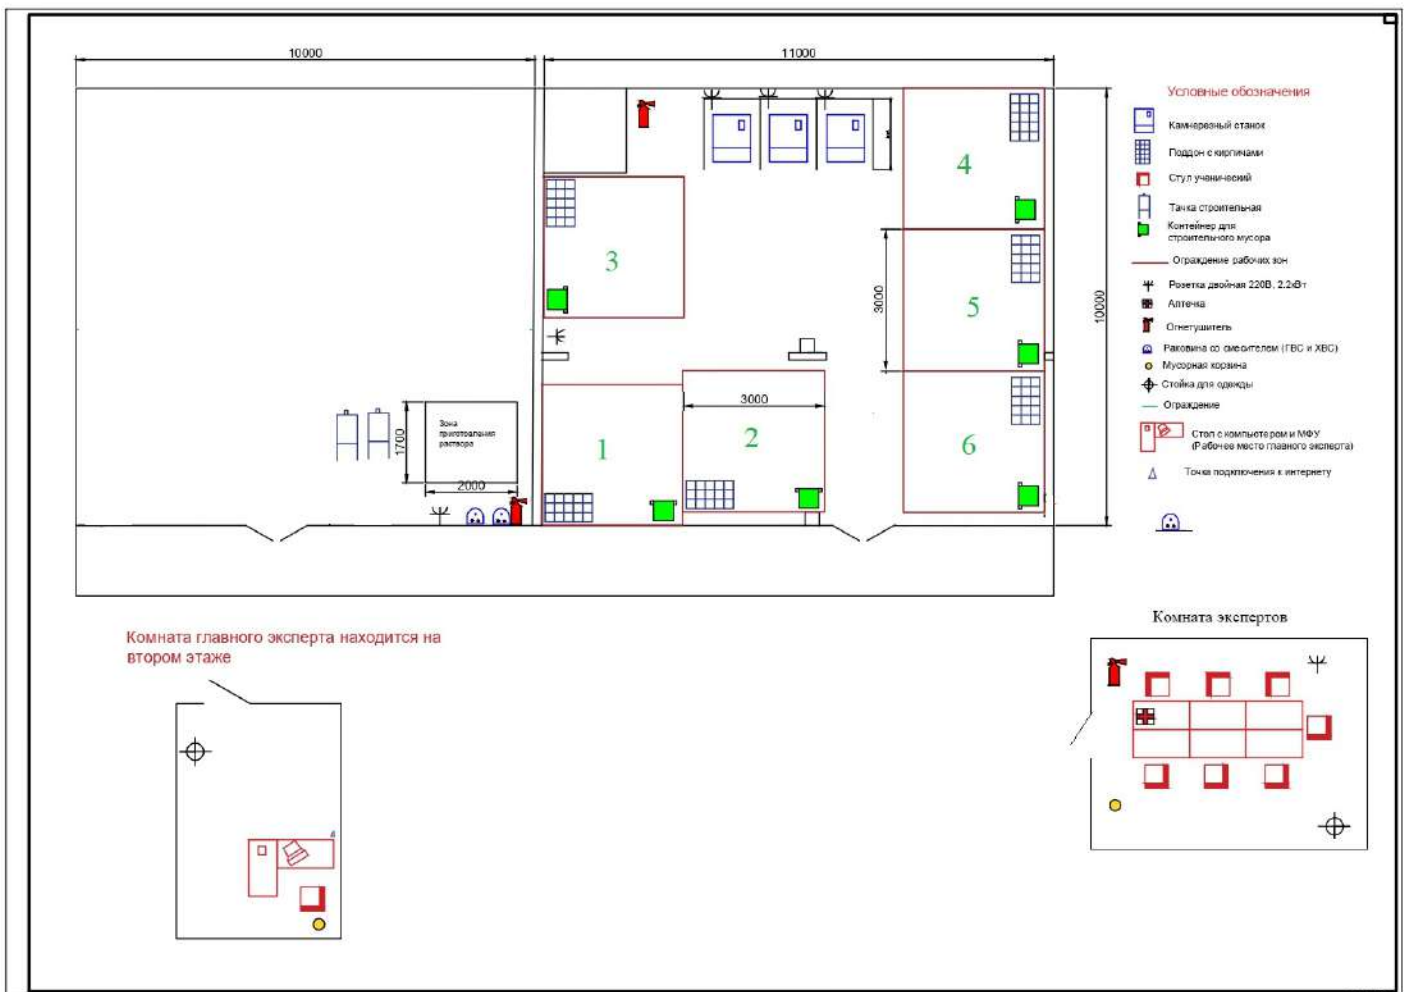 10000
11000
Условные обозначения
Камнерезный станок
Поддон с кирпичами
Стул ученический
Тачка строительная
Контейнер для
строительного мусора
Ограждение рабочих зон
Розетка двойная 220В, 2.2кВт
Аптечка
Огнетушитель
Раковина со смесителем (ГВС и ХВС)
Мусорная корзина
Стойка для одежды
Ограждение
Стол с компьютером и МФУ
(Рабочее место главного эксперта)
Точка подключения к интернету
4
3
5
3000
10000
3000
1
2
6
Зона
приготовления
раствора
1700
2000
Комната главного эксперта находится на
втором этаже
Комната экспертов